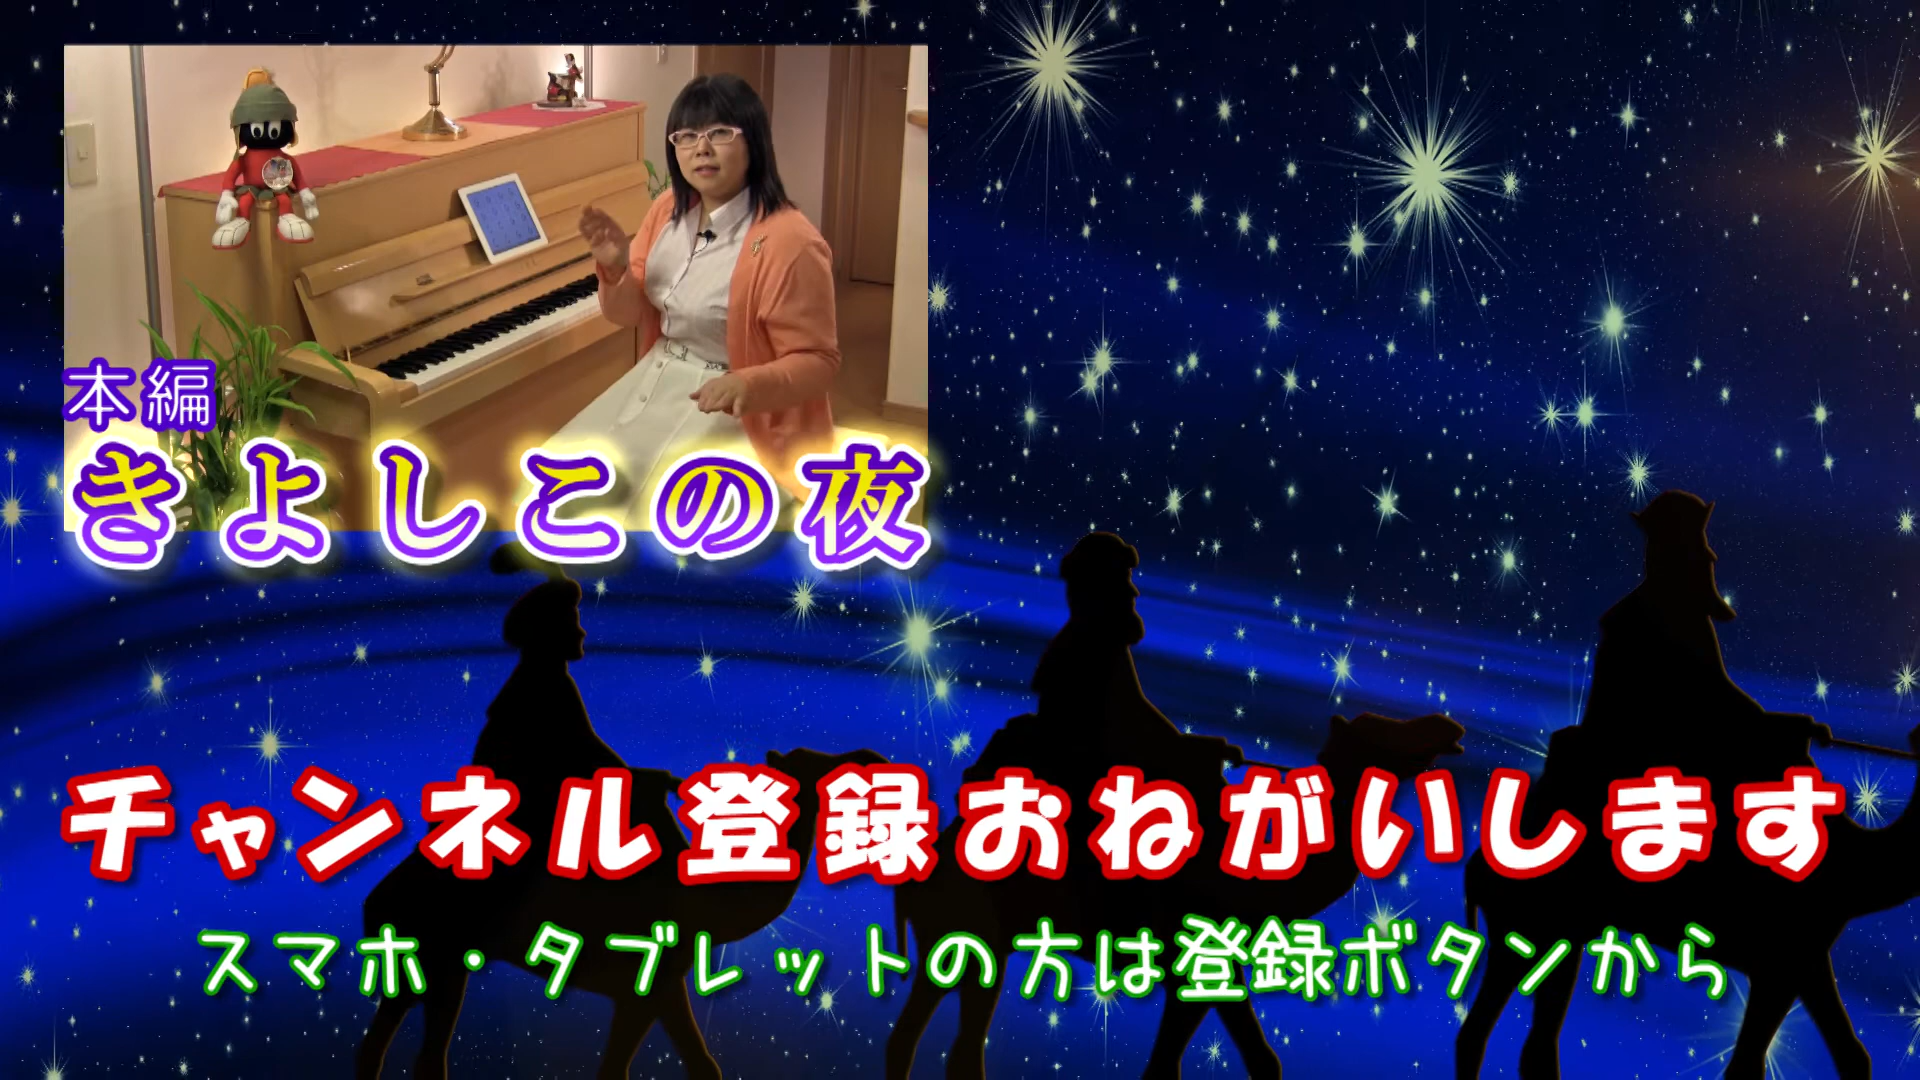 本編
きよしこの夜
チャンネル登録おねがいします
スマホ・タブレットの方は登録ボタンから